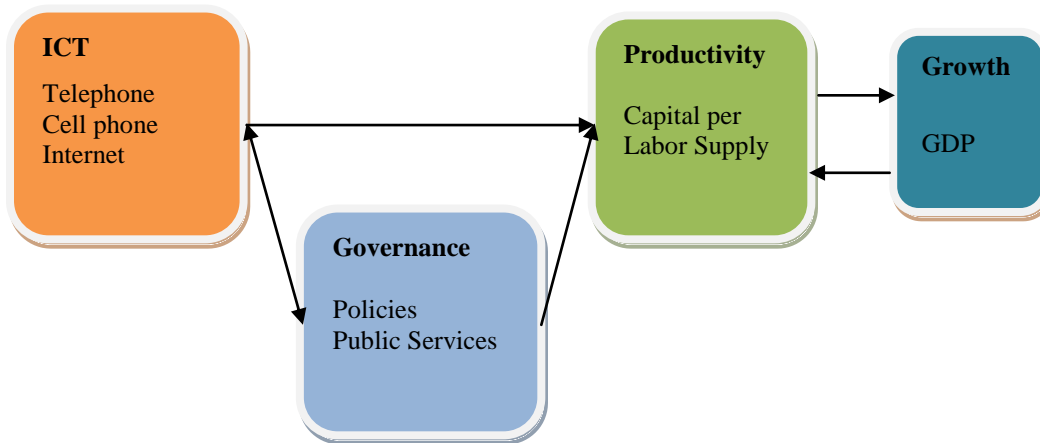 ICT
Telephone
Cell phone
Internet
Governance
Policies
Public Services
Productivity
Capital per
Labor Supply
Growth
GDP